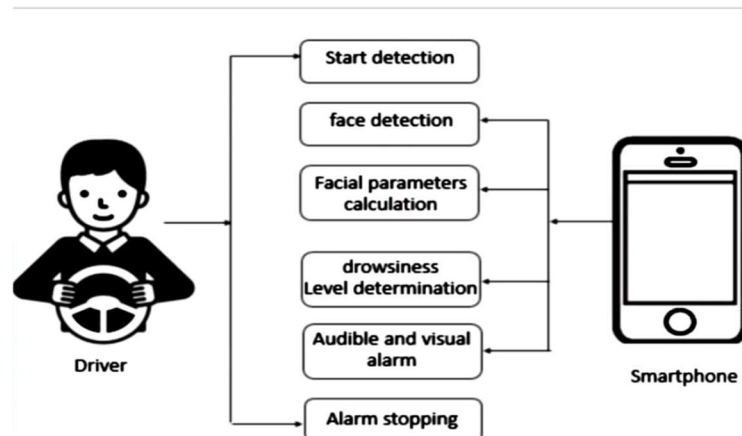 Start detection
face detection
Facial parameters
calculation
drowsiness
Level determination
Audible and visual
alarm
Alarm stopping
Driver
Smartphone